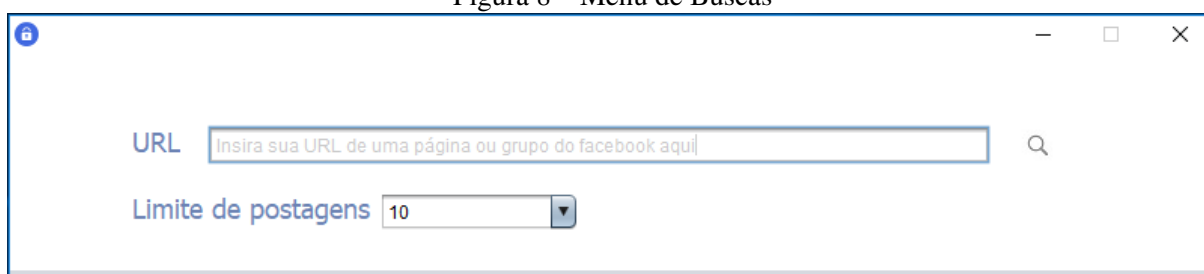 Figura 8 – Menu de Buscas
URL Insira sua URL de uma página ou grupo do facebook aqui
Limite de postagens 10